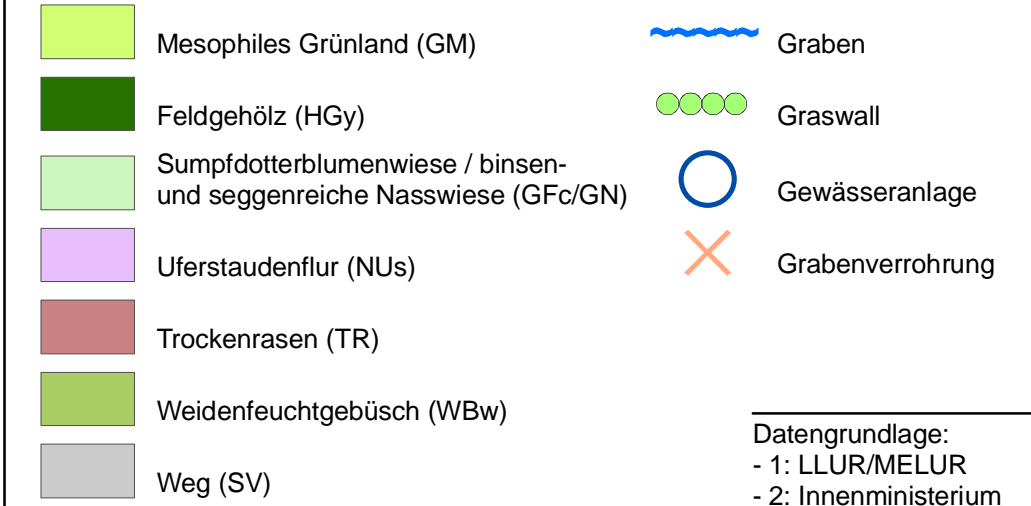 Mesophiles Grünland (GM)
Feldgehölz (HGy)
Sumpfdotterblumenwiese / binsen-
und seggenreiche Nasswiese (GFc/GN)
Uferstaudenflur (NUs)
Trockenrasen (TR)
Weidenfeuchtgebüsch (WBw)
Weg (SV)
Graben
Graswall
Gewässeranlage
Grabenverrohrung
Datengrundlage:
- 1: LLUR/MELUR
- 2: Innenministerium